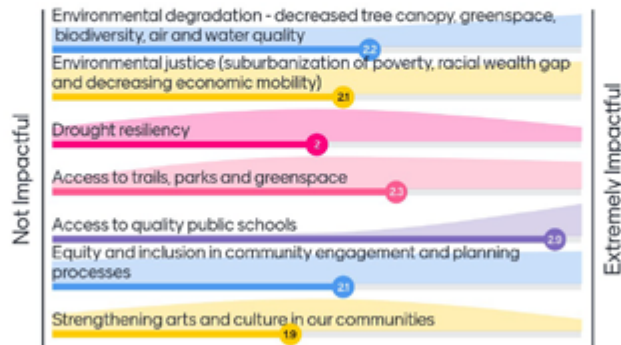 Environmental degradation - decreased tree canopy, greenspace,
biodiversity, air and water quality
2.2
Environmental justice (suburbanization of poverty, racial wealth gap
and decreasing economic mobility)
2.1
Drought resiliency
2
Access to trails, parks and greenspace
2.3
Access to quality public schools
2.9
Equity and inclusion in community engagement and planning
processes
2.1
Strengthening arts and culture in our communities
1.9
Not Impactful
Extremely Impactful